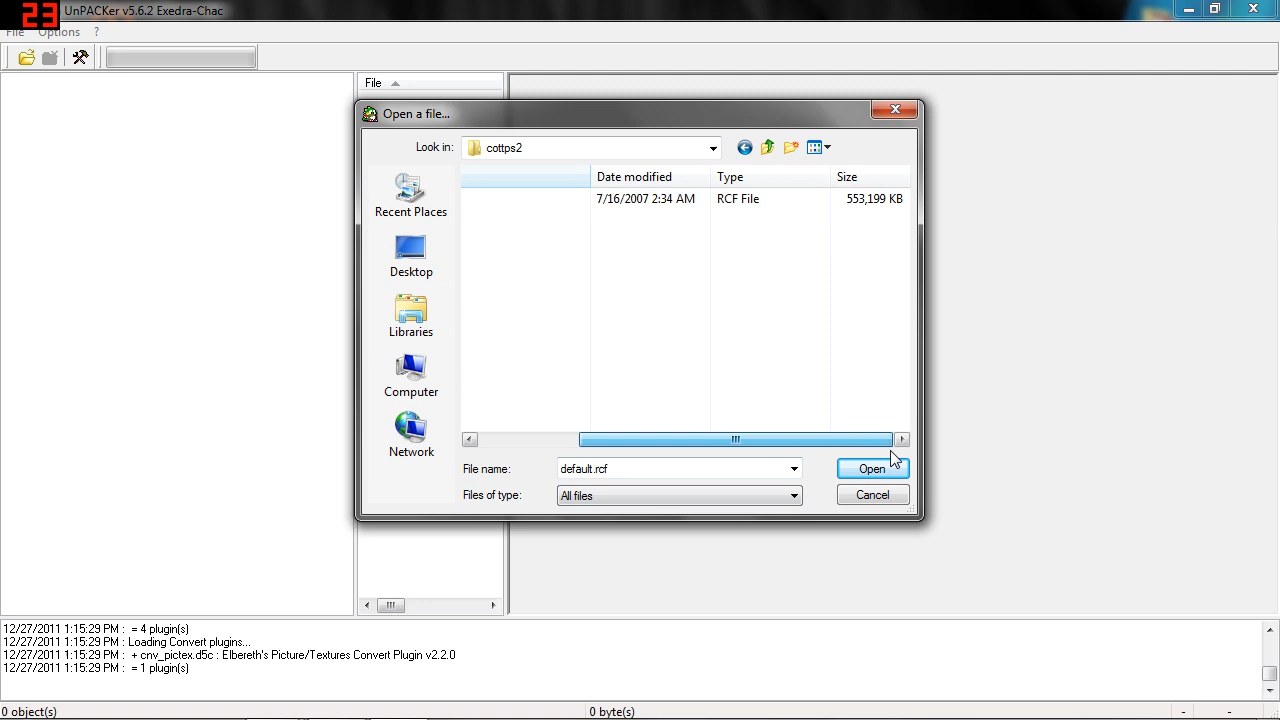 23
UnPACKer v5.6.2 Exedra-Chac
File Options ?
File
Open a file...
Look in: cottps2
Date modified Type Size
7/16/2007 2:34 AM RCF File 553,199 KB
Recent Places
Desktop
Libraries
Computer
Network
File name: default.rcf Open
Files of type: All files Cancel
12/27/2011 1:15:29 PM : = 4 plugin(s)
12/27/2011 1:15:29 PM : Loading Convert plugins...
12/27/2011 1:15:29 PM : + cnv_pictex.d5c : Elbereth's Picture/Textures Convert Plugin v2.2.0
12/27/2011 1:15:29 PM : = 1 plugin(s)
0 object(s) 0 byte(s) - -